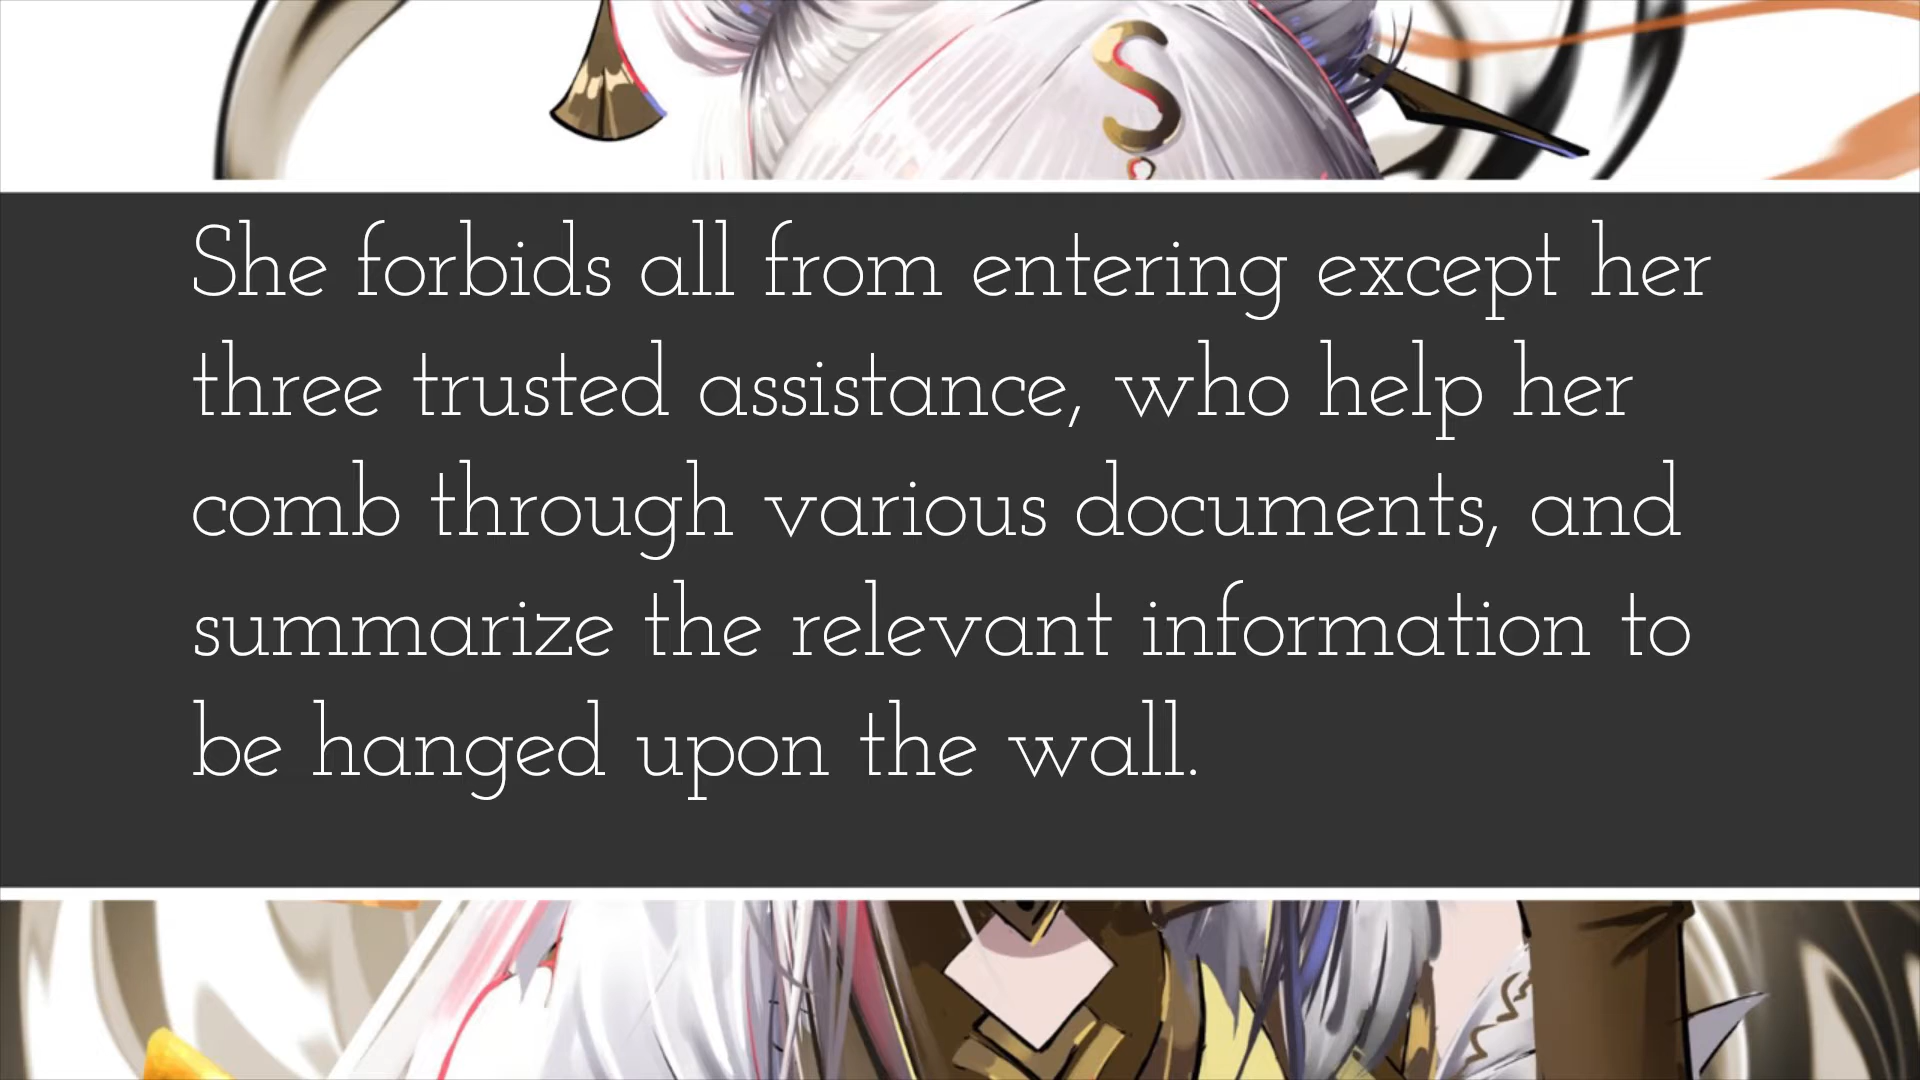 She forbids all from entering except her
three trusted assistance, who help her
comb through various documents, and
summarize the relevant information to
be hanged upon the wall.